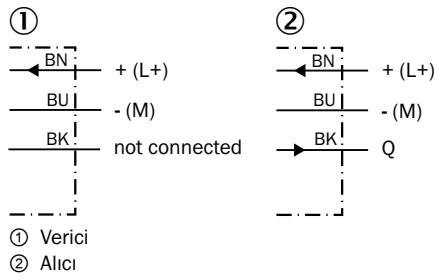 ① ②
BN + (L+) BN + (L+)
BU - (M) BU - (M)
BK not connected BK Q
① Verici
② Alıcı